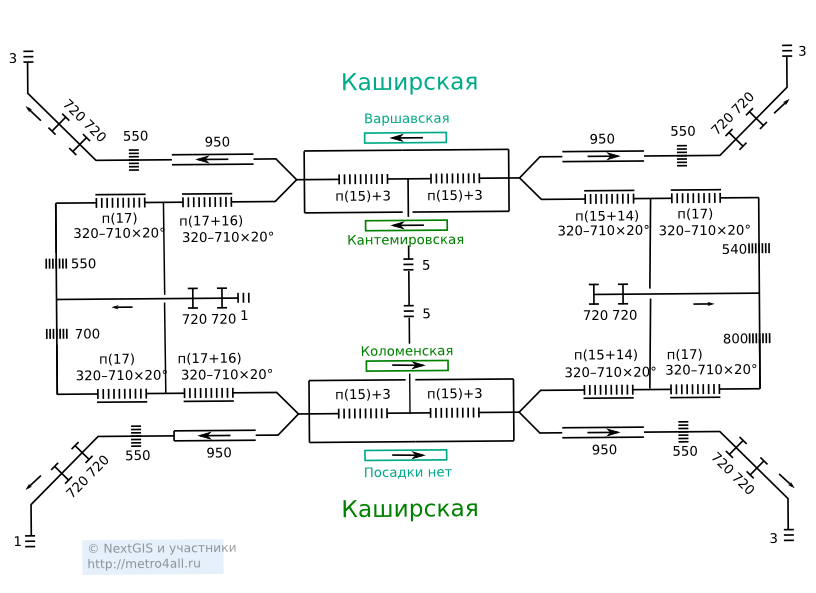 3
3
Каширская
720 720
720 720
550
950
Варшавская
950
550
п(15)+3
п(15)+3
п(17)
320–710×20°
п(17+16)
320–710×20°
п(15+14)
320–710×20°
п(17)
320–710×20°
Кантемировская
550
540
5
720 720
1
5
720 720
700
800
Коломенская
п(17)
320–710×20°
п(17+16)
320–710×20°
п(15+14)
320–710×20°
п(17)
320–710×20°
п(15)+3
п(15)+3
550
950
950
550
720 720
720 720
Посадки нет
Каширская
1
3
© NextGIS и участники
http://metro4all.ru